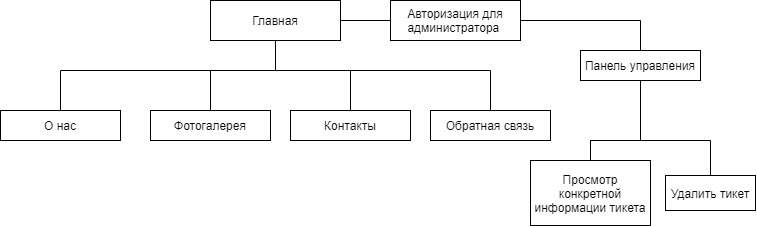 Главная
Авторизация для
администратора
Панель управления
О нас
Фотогалерея
Контакты
Обратная связь
Просмотр
конкретной
информации тикета
Удалить тикет